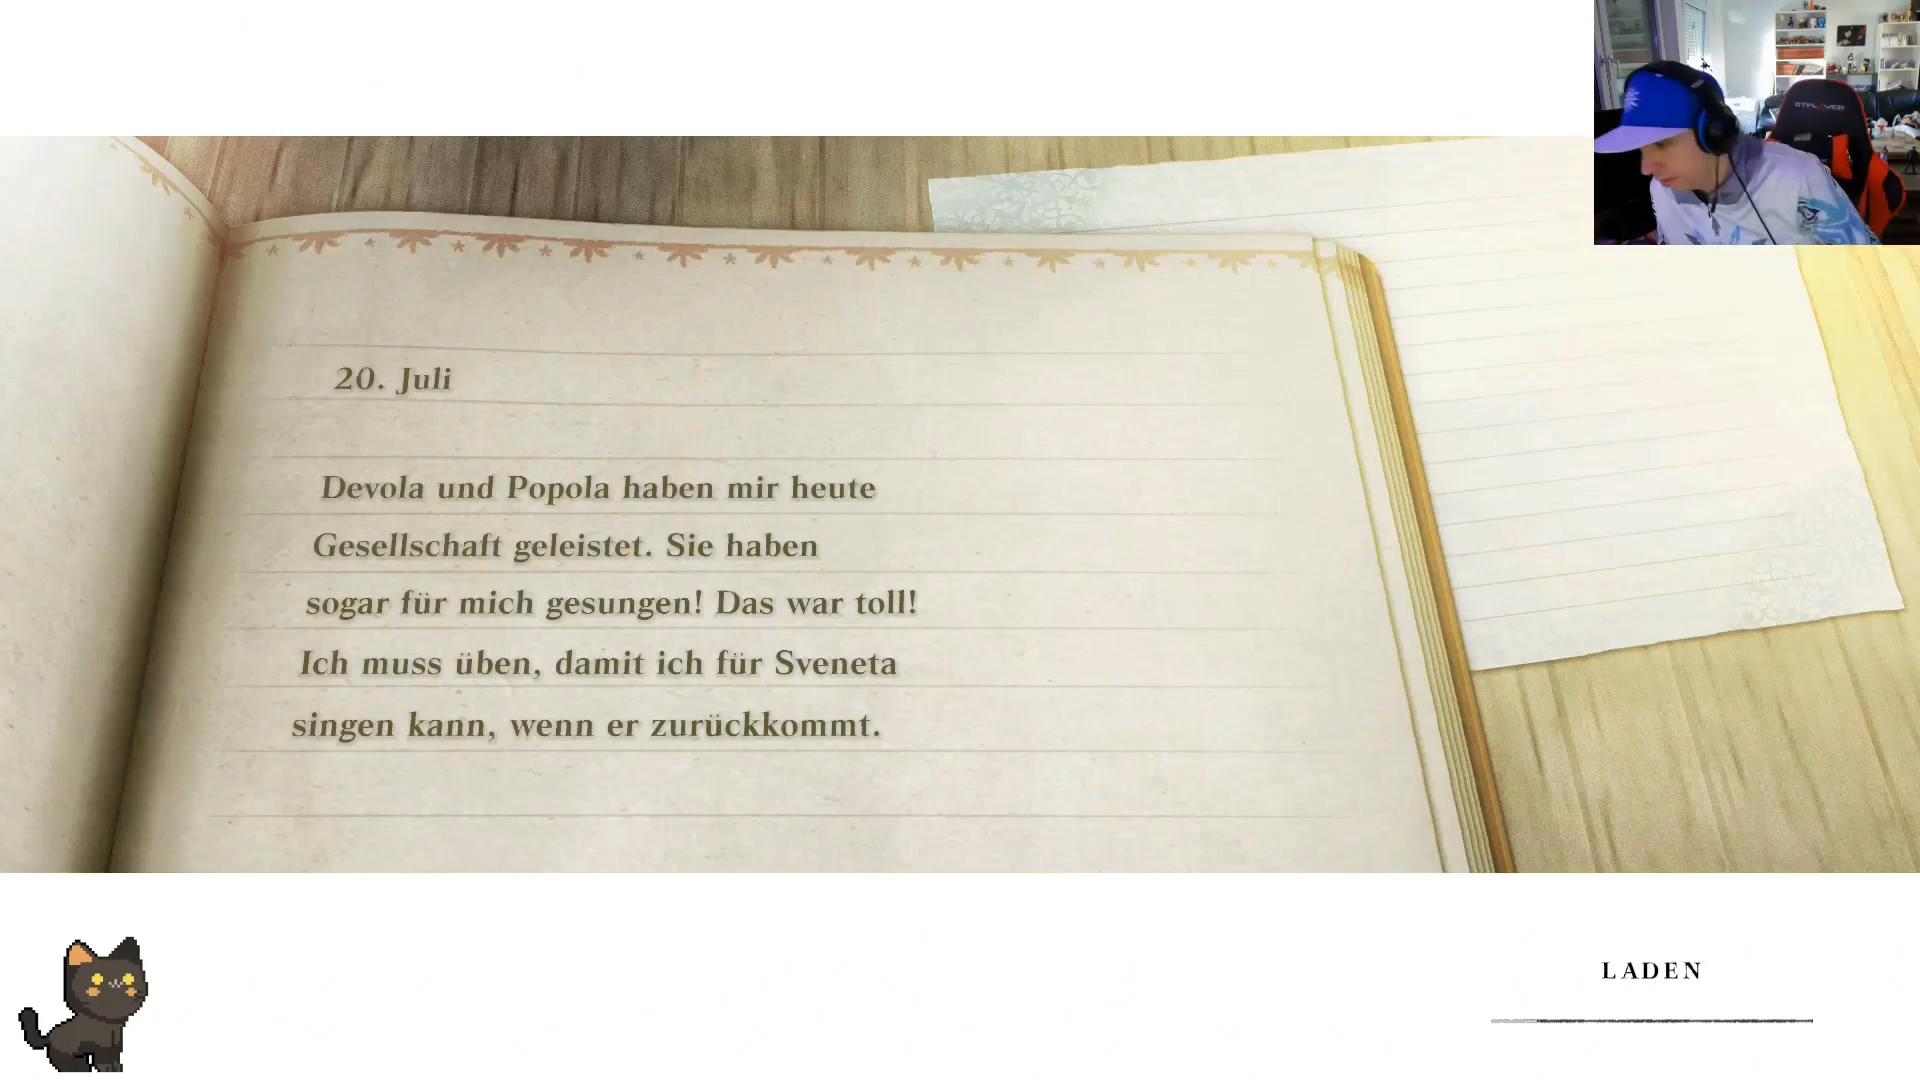 20. Juli
Devola und Popola haben mir heute
Gesellschaft geleistet. Sie haben
sogar für mich gesungen! Das war toll!
Ich muss üben, damit ich für Sveneta
singen kann, wenn er zurückkommt.
LADEN